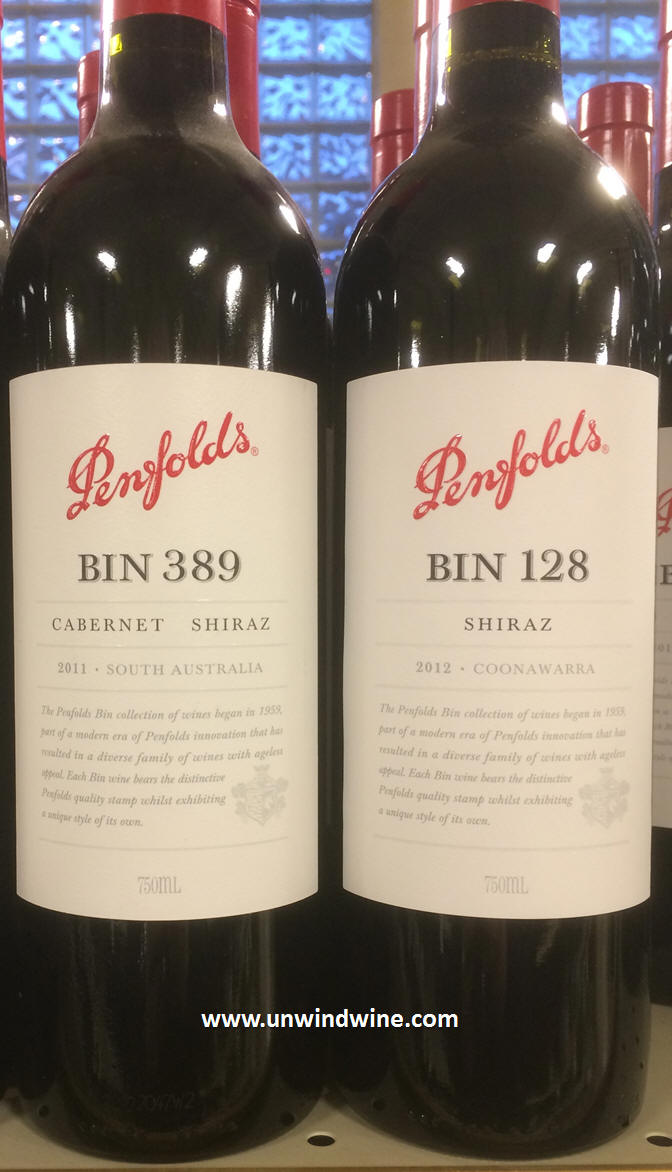 Penfolds®
BIN 389
CABERNET SHIRAZ
2011 · SOUTH AUSTRALIA
The Penfolds Bin collection of wines began in 1959,
part of a modern era of Penfolds innovation that has
resulted in a diverse family of wines with ageless
appeal. Each Bin wine bears the distinctive
Penfolds quality stamp whilst exhibiting
a unique style of its own.
750ML
Penfolds®
BIN 128
SHIRAZ
2012 · COONAWARRA
The Penfolds Bin collection of wines began in 1959,
part of a modern era of Penfolds innovation that has
resulted in a diverse family of wines with ageless
appeal. Each Bin wine bears the distinctive
Penfolds quality stamp whilst exhibiting
a unique style of its own.
750ML
www.unwindwine.com